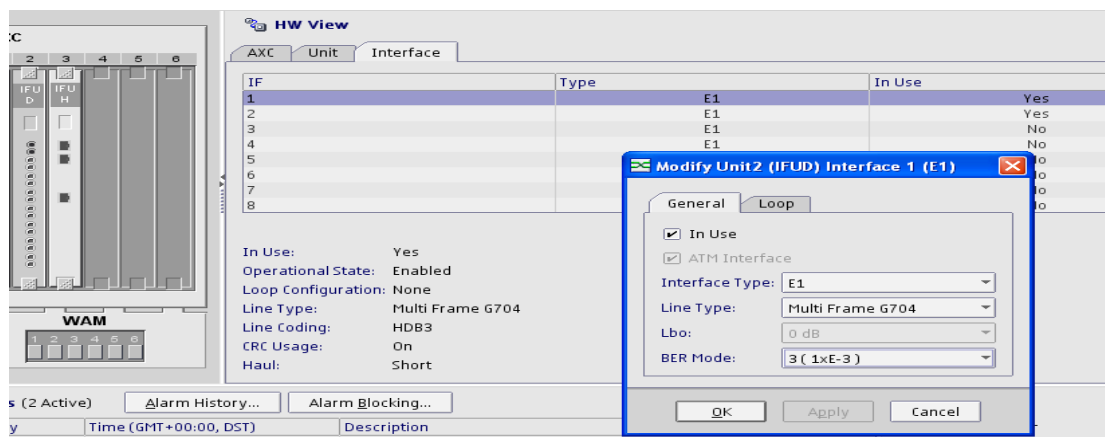 HW View
C
AXC Unit Interface
2 3 4 5 6
IF Type In Use
IFU D IFU H
1 E1 Yes
2 E1 Yes
3 E1 No
4 E1 No
5 No
6 No
7 No
8 No
Modify Unit2 (IFUD) Interface 1 (E1)
General Loop
In Use
ATM Interface
Interface Type: E1
Line Type: Multi Frame G704
Lbo: 0 dB
BER Mode: 3 ( 1xE-3 )
OK Apply Cancel
In Use: Yes
Operational State: Enabled
Loop Configuration: None
Line Type: Multi Frame G704
Line Coding: HDB3
CRC Usage: On
Haul: Short
WAM
1 2 3 4 5 6
s (2 Active) Alarm History... Alarm Blocking...
y Time (GMT+00:00, DST) Description